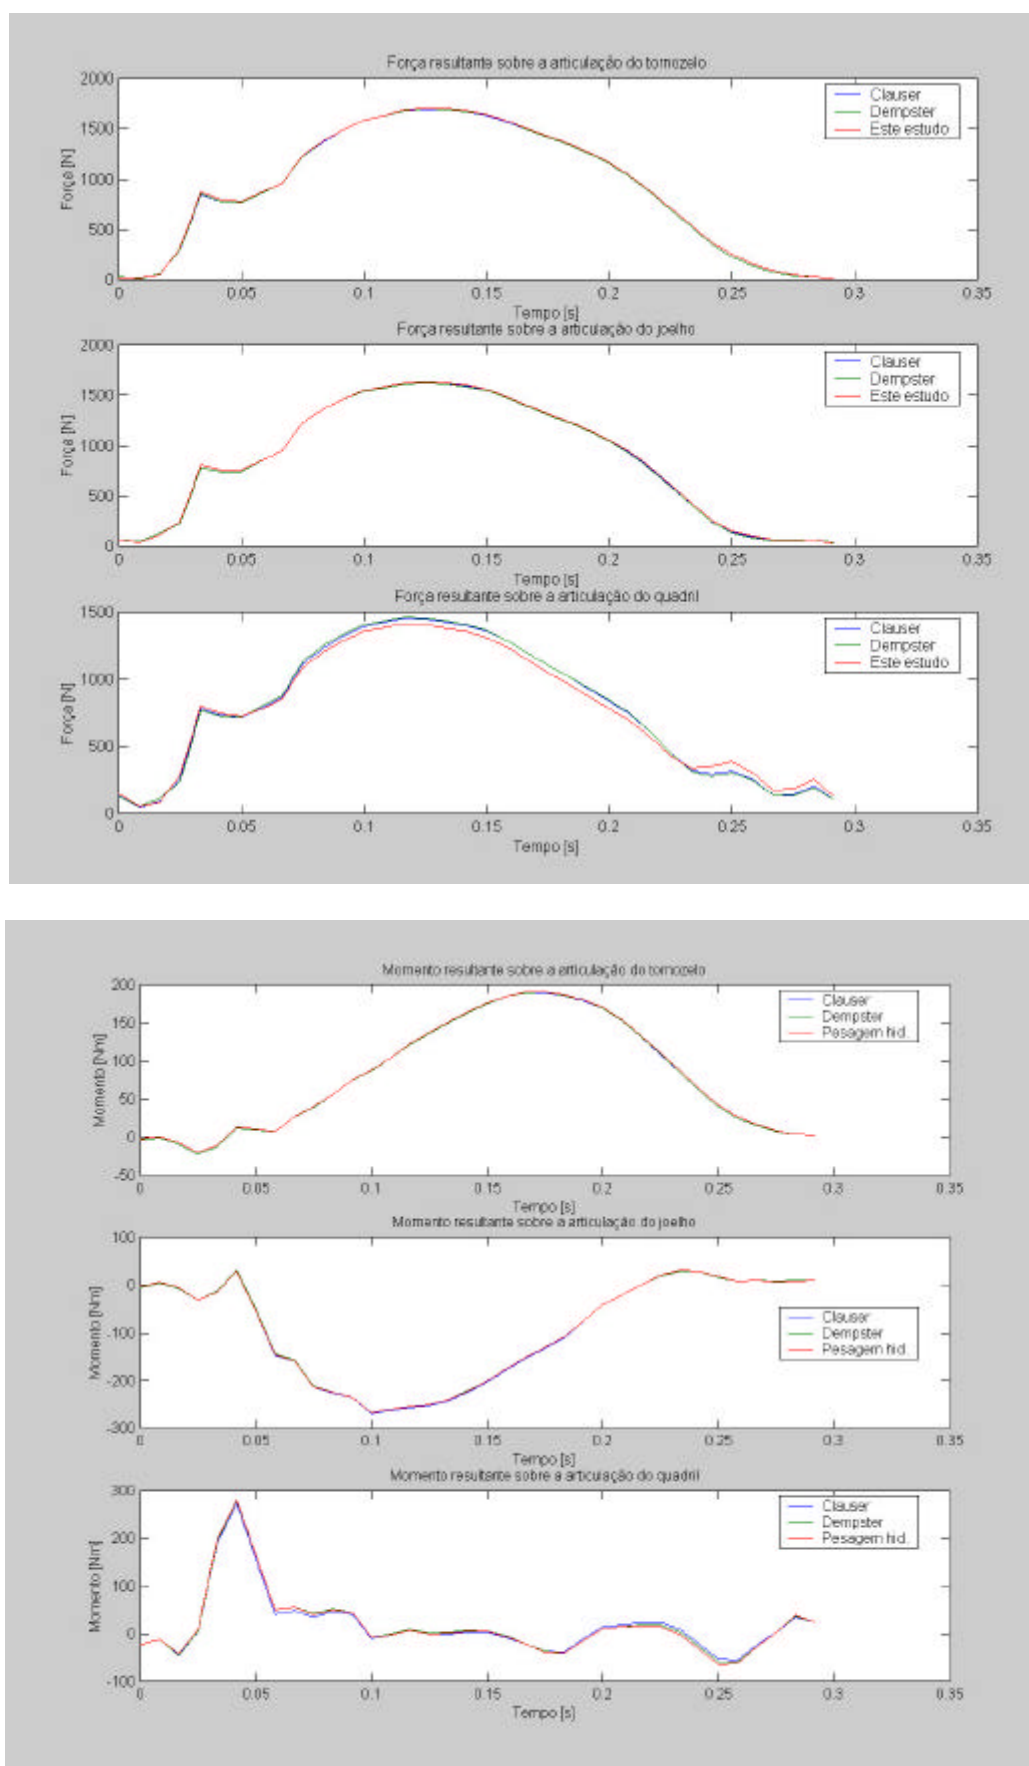 Força resultante sobre a articulação do tornozelo
2000
1500
1000
500
0
Força [N]
Clauser
Dempster
Este estudo
0 0.05 0.1 0.15 0.2 0.25 0.3 0.35
Tempo [s]
Força resultante sobre a articulação do joelho
2000
1500
1000
500
0
Força [N]
Clauser
Dempster
Este estudo
0 0.05 0.1 0.15 0.2 0.25 0.3 0.35
Tempo [s]
Força resultante sobre a articulação do quadril
1500
1000
500
0
Força [N]
Clauser
Dempster
Este estudo
0 0.05 0.1 0.15 0.2 0.25 0.3 0.35
Tempo [s]
Momento resultante sobre a articulação do tornozelo
200
150
100
50
0
-50
Momento [Nm]
Clauser
Dempster
Pesagem hid.
0 0.05 0.1 0.15 0.2 0.25 0.3 0.35
Tempo [s]
Momento resultante sobre a articulação do joelho
100
0
-100
-200
-300
Momento [Nm]
Clauser
Dempster
Pesagem hid.
0 0.05 0.1 0.15 0.2 0.25 0.3 0.35
Tempo [s]
Momento resultante sobre a articulação do quadril
300
200
100
0
-100
Momento [Nm]
Clauser
Dempster
Pesagem hid.
0 0.05 0.1 0.15 0.2 0.25 0.3 0.35
Tempo [s]